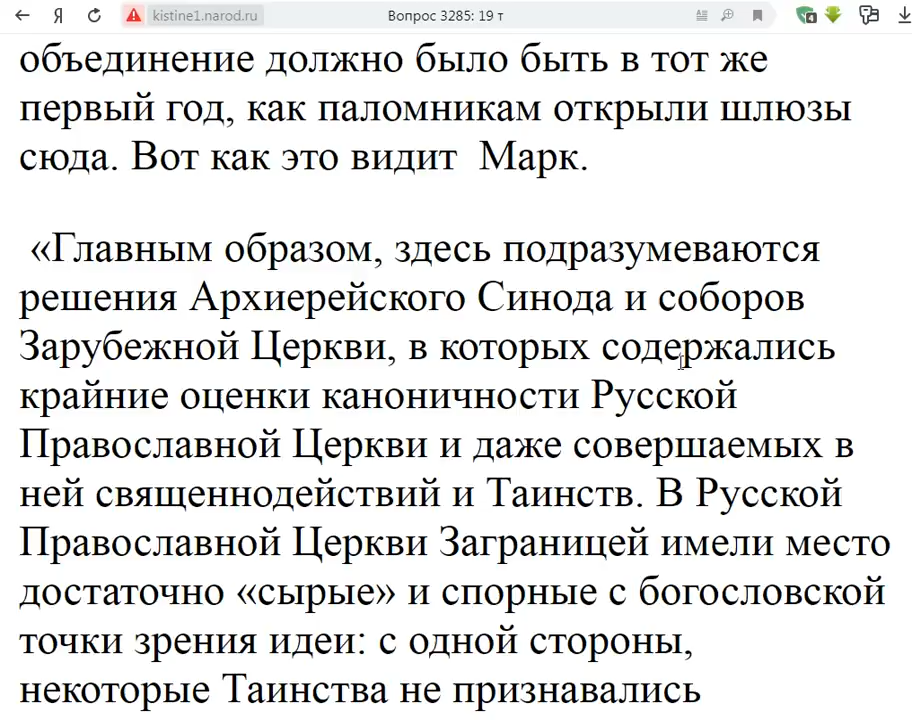 Я kistine1.narod.ru Вопрос 3285: 19 т 4
объединение должно было быть в тот же
первый год, как паломникам открыли шлюзы
сюда. Вот как это видит Марк.
«Главным образом, здесь подразумеваются
решения Архиерейского Синода и соборов
Зарубежной Церкви, в которых содержались
крайние оценки каноничности Русской
Православной Церкви и даже совершаемых в
ней священнодействий и Таинств. В Русской
Православной Церкви Заграницей имели место
достаточно «сырые» и спорные с богословской
точки зрения идеи: с одной стороны,
некоторые Таинства не признавались